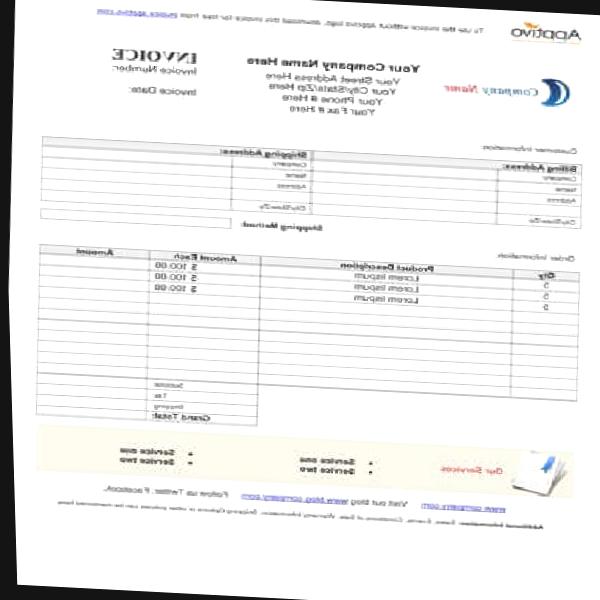 To use the invoice without Apptivo logo, download this invoice for free from invoice.apptivo.com
Apptivo
Company Name
Your Company Name Here
Your Street Address Here
Your City/Stats/Zip Here
Your Phone # Here
Your Fax # Here
INVOICE
Invoice Number:
Invoice Date:
Customer Information
Billing Address: Shipping Address:
Company Company
Name Name
Address Address
City/State/Zip City/State/Zip
Shipping Method:
Order Information
Qty Product Description Amount Each Amount
5 Lorem Ispum $ 100.00
5 Lorem Ispum $ 100.00
5 Lorem Ispum $ 100.00
Subtotal
Tax
Shipping
Grand Total:
Our Services
• Service one • Service one
• Service two • Service two
www.company.com Visit our blog www.blog.company.com Follow us Twitter, Facebook.
Additional Information: Sales, Events, Conditions of Sale, Warranty Information, Shipping Options or other policies can be mentioned here